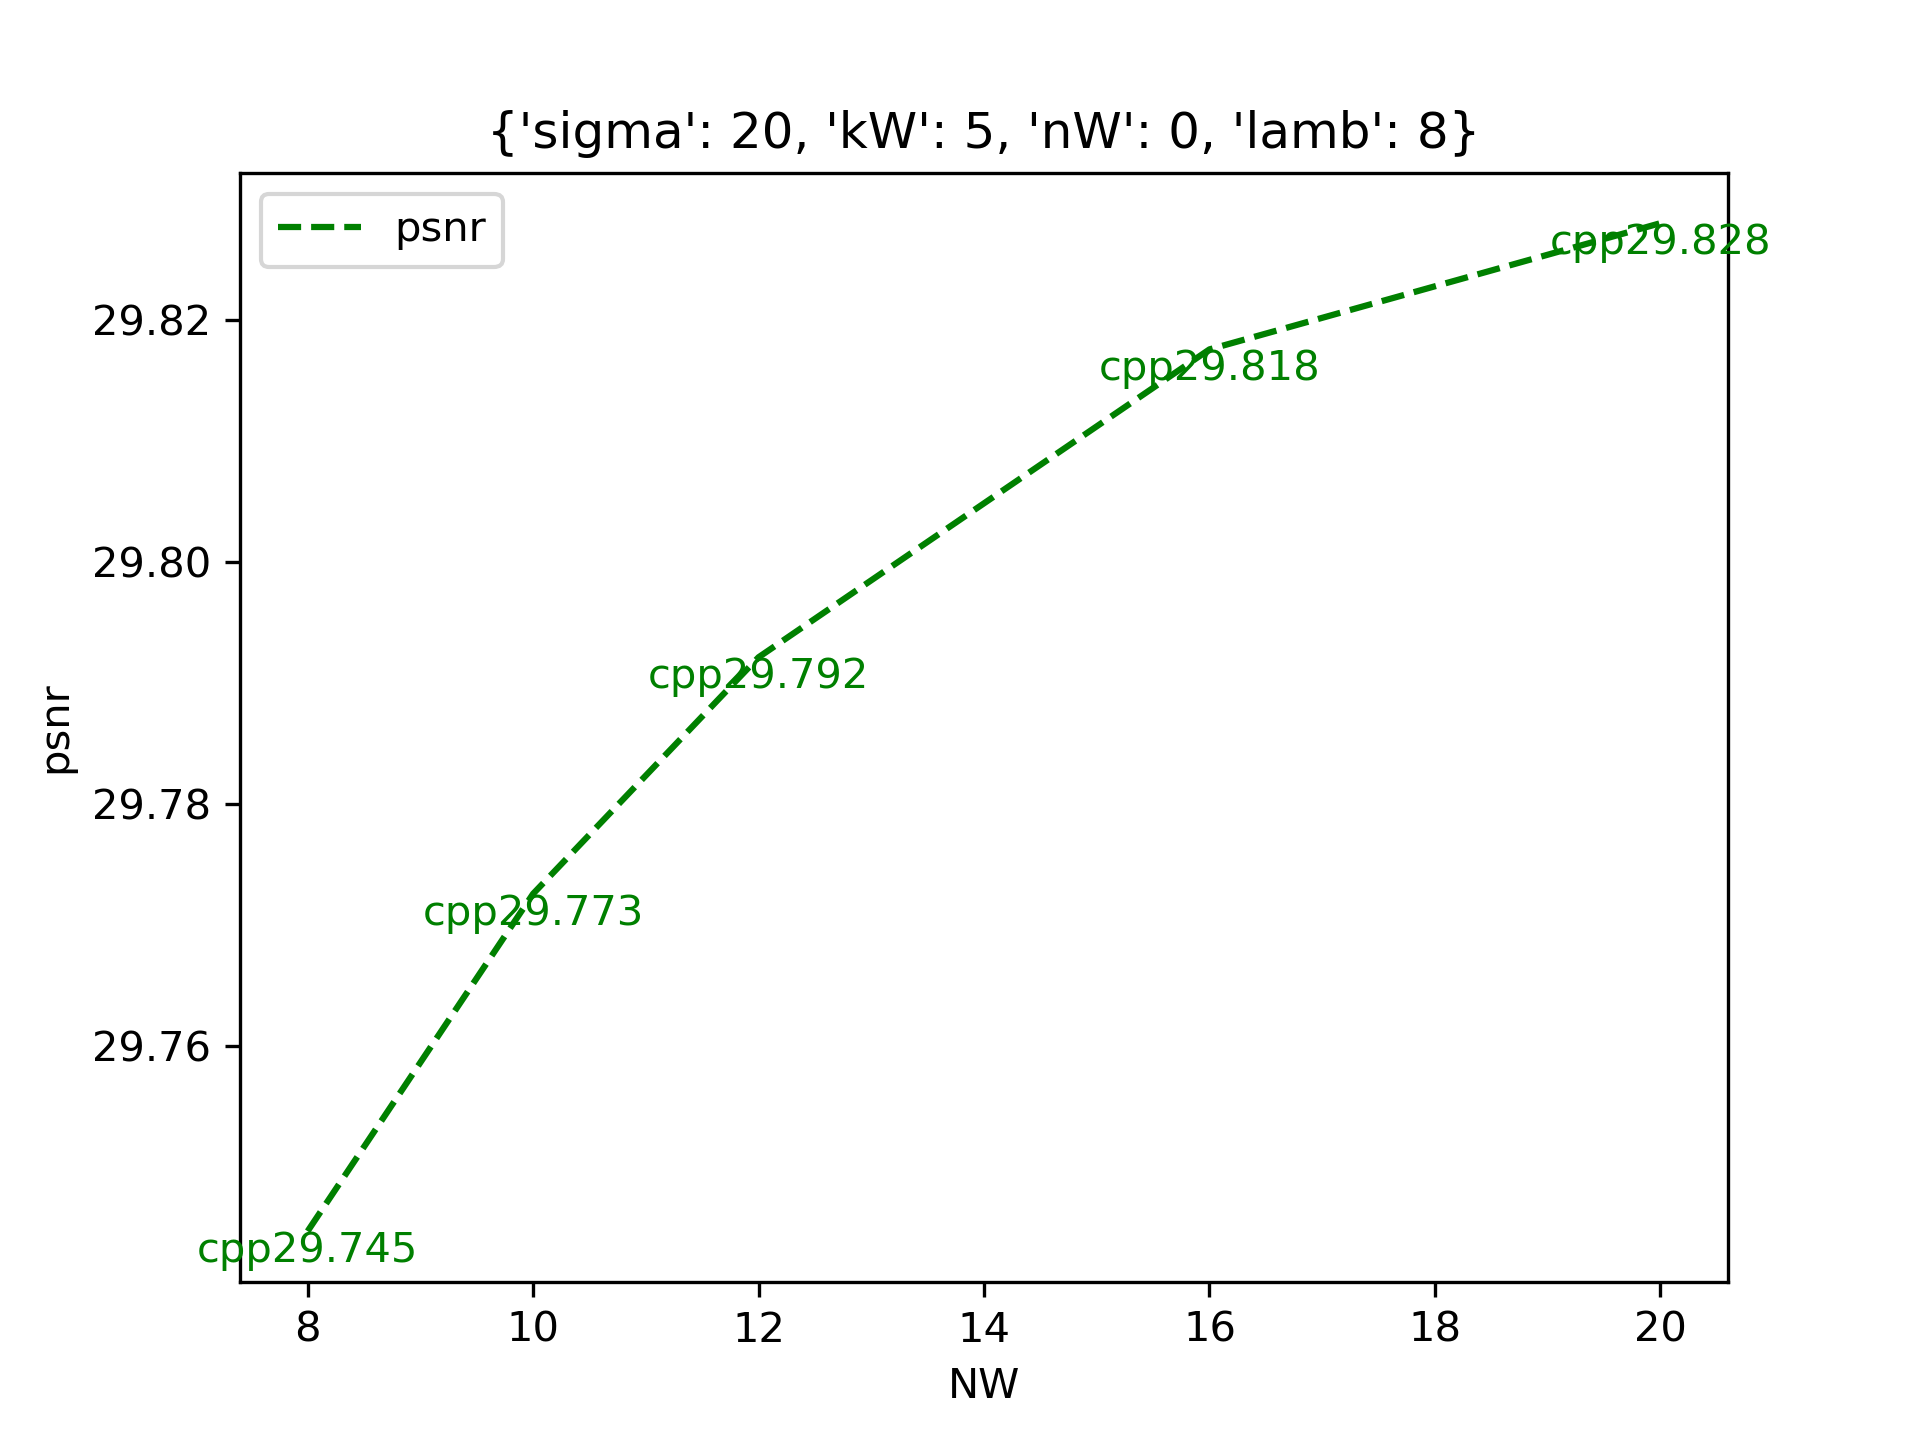 {'sigma': 20, 'kW': 5, 'nW': 0, 'lamb': 8}
psnr
cpp29.828
29.82
cpp29.818
29.80
cpp29.792
psnr
29.78
cpp29.773
29.76
cpp29.745
8 10 12 14 16 18 20
NW